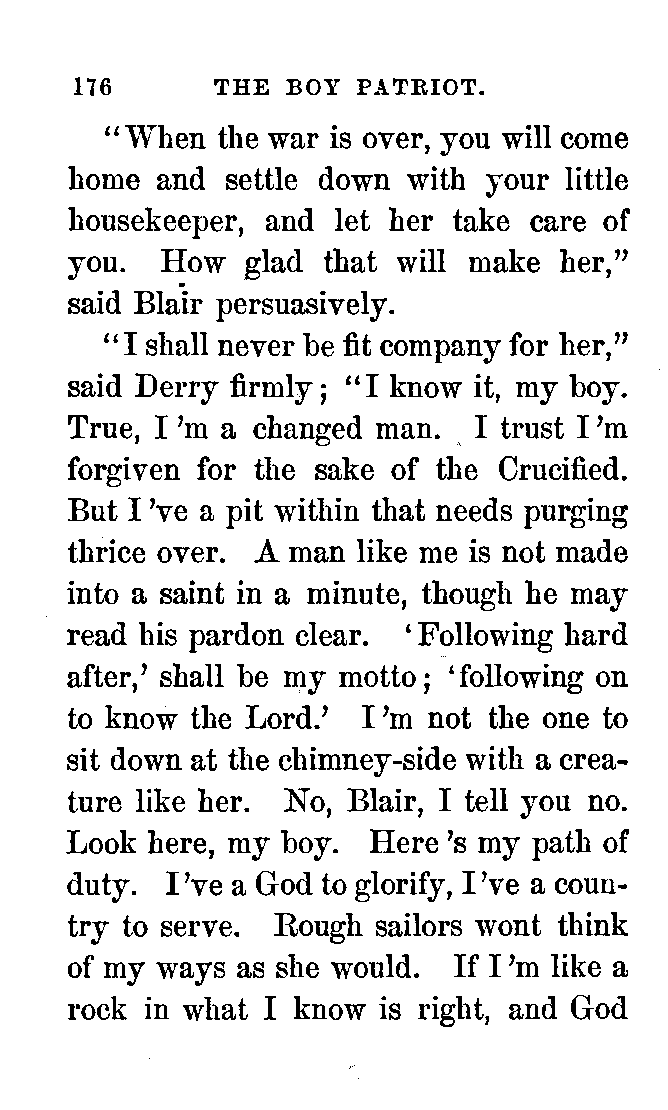 176 THE BOY PATRIOT.
“When the war is over, you will come
home and settle down with your little
housekeeper, and let her take care of
you. How glad that will make her,”
said Blair persuasively.
“I shall never be fit company for her,”
said Derry firmly; “I know it, my boy.
True, I ’m a changed man. I trust I ’m
forgiven for the sake of the Crucified.
But I ’ve a pit within that needs purging
thrice over. A man like me is not made
into a saint in a minute, though he may
read his pardon clear. ‘Following hard
after,’ shall be my motto; ‘following on
to know the Lord.’ I ’m not the one to
sit down at the chimney-side with a crea-
ture like her. No, Blair, I tell you no.
Look here, my boy. Here ’s my path of
duty. I ’ve a God to glorify, I ’ve a coun-
try to serve. Rough sailors wont think
of my ways as she would. If I ’m like a
rock in what I know is right, and God